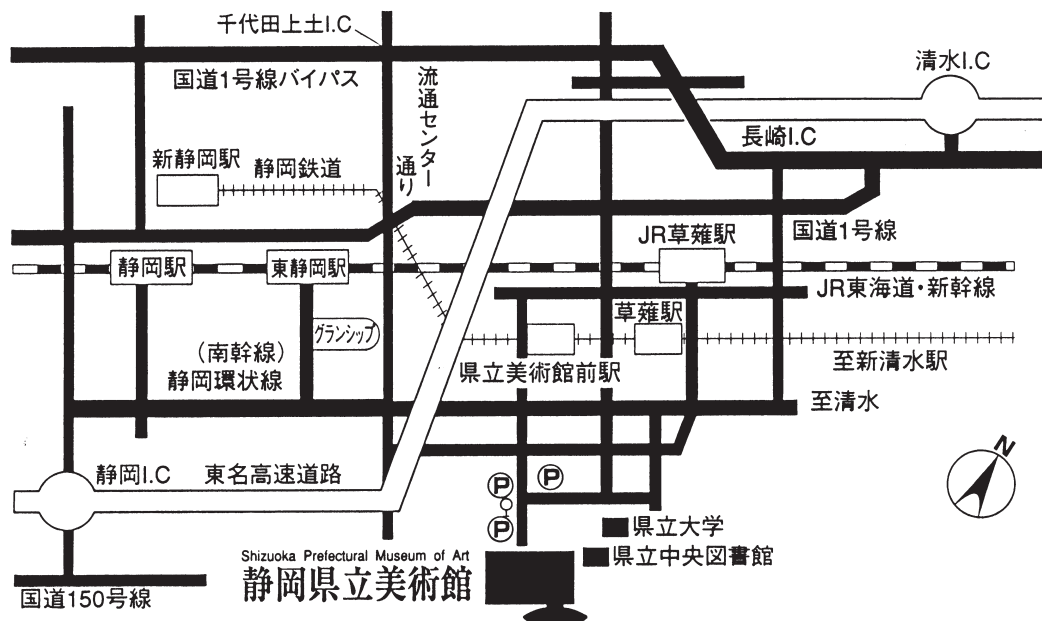 千代田上土I.C
国道1号線バイパス
流通センター
通り
清水I.C
長崎I.C
新静岡駅
静岡鉄道
国道1号線
JR草薙駅
静岡駅
東静岡駅
JR東海道・新幹線
グランシップ
草薙駅
(南幹線)
静岡環状線
県立美術館前駅
至新清水駅
至清水
N
静岡I.C
東名高速道路
P
P
P
県立大学
県立中央図書館
Shizuoka Prefectural Museum of Art
静岡県立美術館
国道150号線